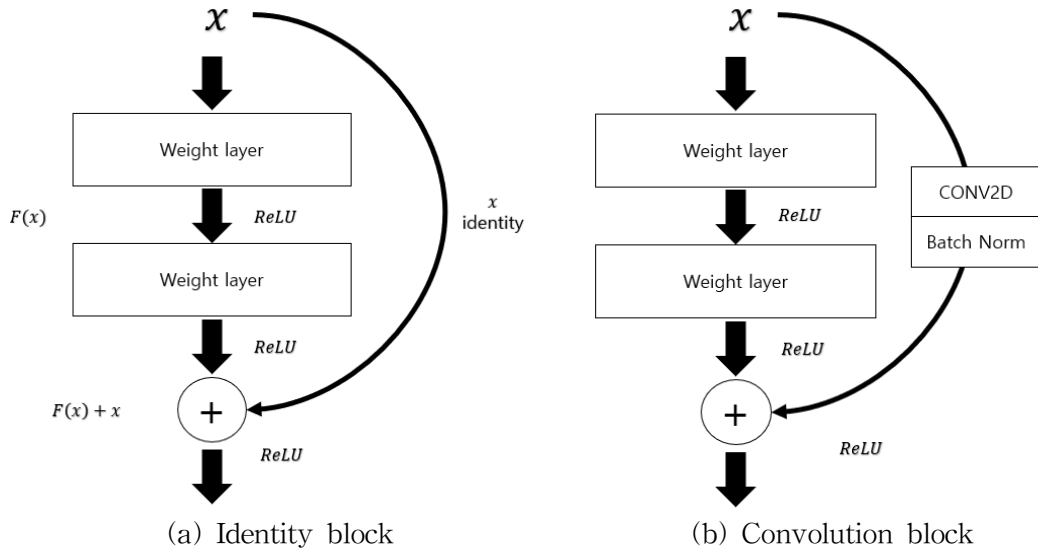 x
Weight layer
F(x)
ReLU
x
identity
Weight layer
ReLU
F(x) + x
+
ReLU
(a) Identity block
x
Weight layer
CONV2D
ReLU
Batch Norm
Weight layer
ReLU
+
ReLU
(b) Convolution block